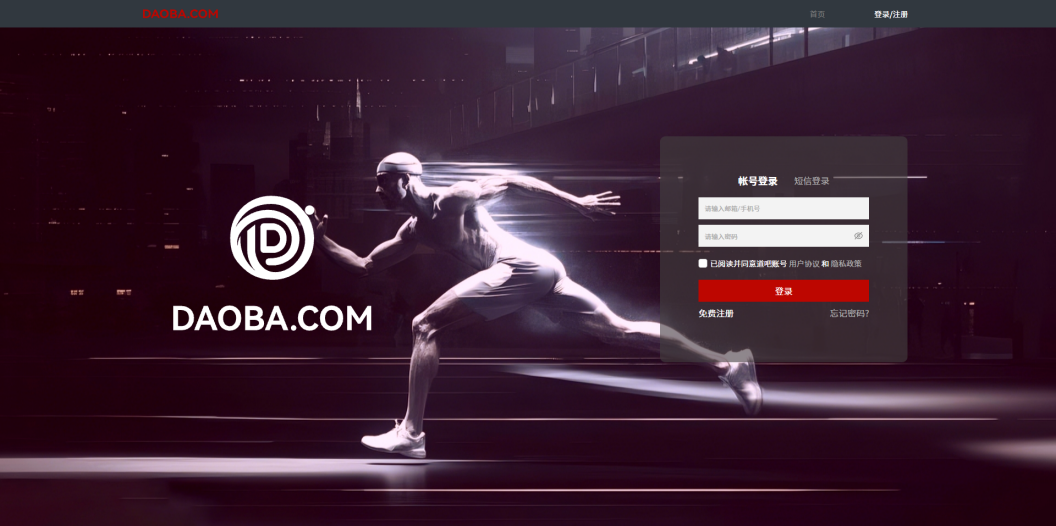 DAOBA.COM
首页
登录/注册
DAOBA.COM
帐号登录 短信登录
请输入邮箱/手机号
请输入密码
已阅读并同意道吧账号 用户协议 和 隐私政策
登录
免费注册
忘记密码?